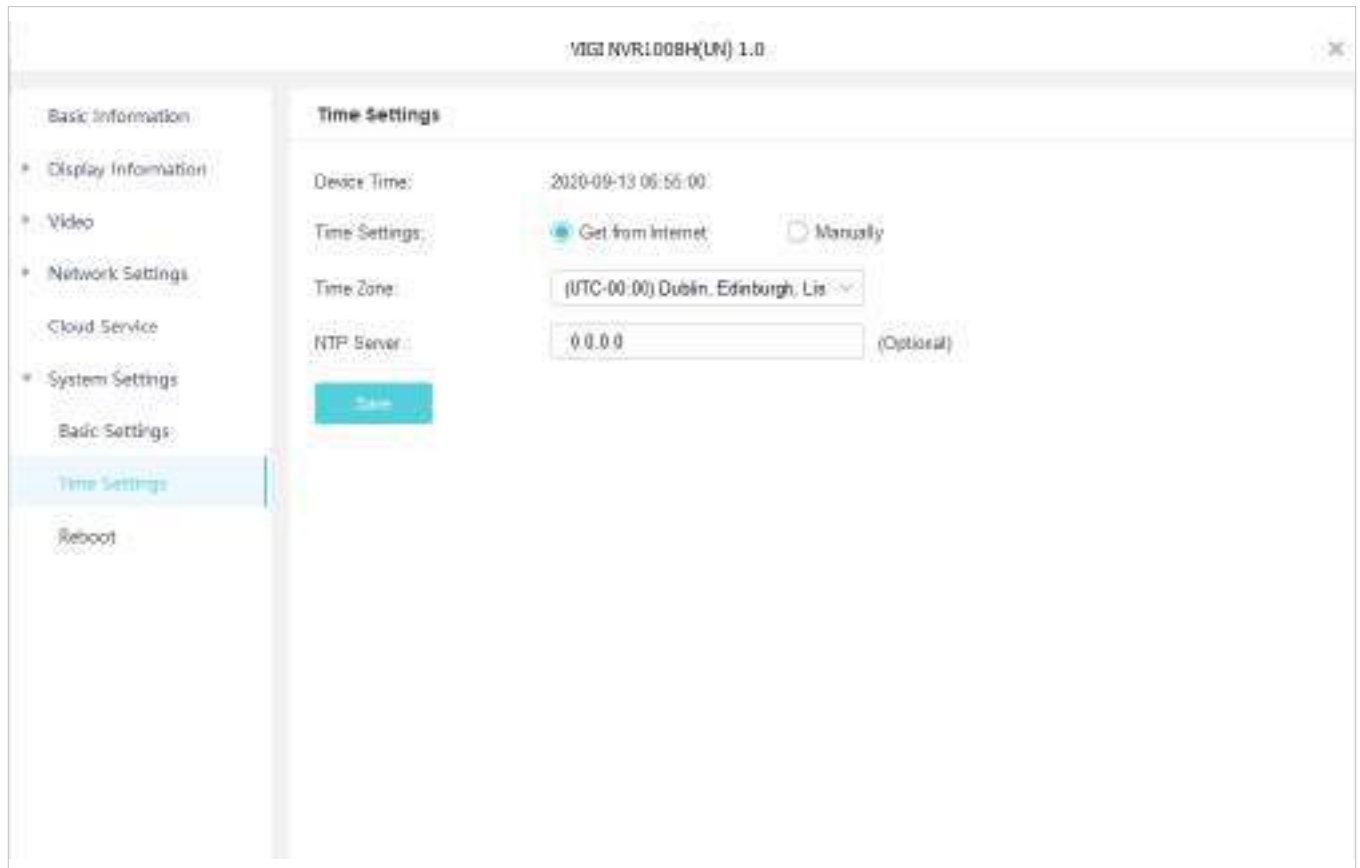 VIGI NVR1008H(UN) 1.0
Basic Information
Display Information
Video
Network Settings
Cloud Service
System Settings
Basic Settings
Time Settings
Reboot
Time Settings
Device Time: 2020-09-13 06:55:00
Time Settings: Get from Internet Manually
Time Zone: (UTC-00:00) Dublin, Edinburgh, Lis
NTP Server : 0.0.0.0 (Optional)
Save